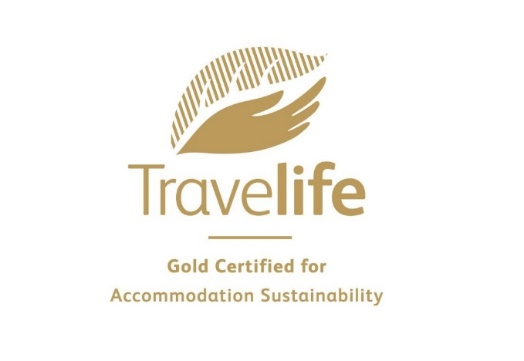 Travelife
Gold Certified for
Accommodation Sustainability